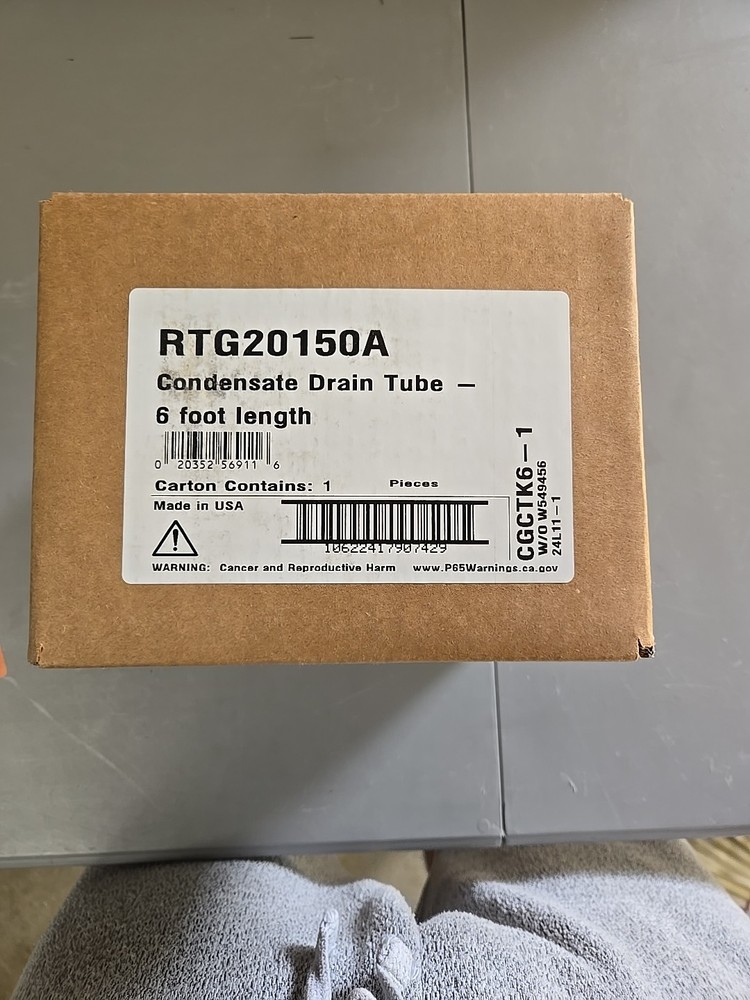 RTG20150A
Condensate Drain Tube –
6 foot length
0 20352 56911 6
Carton Contains: 1 Pieces
Made in USA
10622417907429
WARNING: Cancer and Reproductive Harm www.P65Warnings.ca.gov
CGCTK6-1
W/O W549456
24L11-1